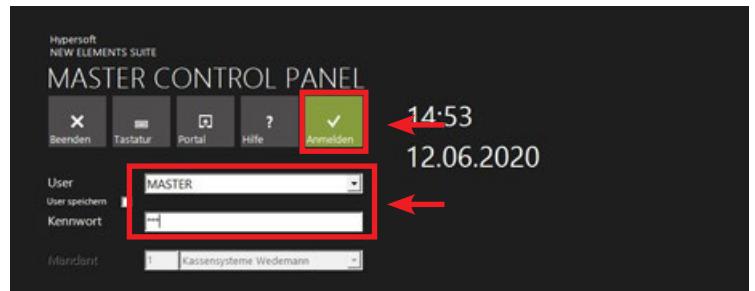 Hypersoft
NEW ELEMENTS SUITE
MASTER CONTROL PANEL
Beenden Tastatur Portal Hilfe Anmelden
14:53
12.06.2020
User MASTER
User speichern
Kennwort ***
Mandant 1 Kassensysteme Wedemann